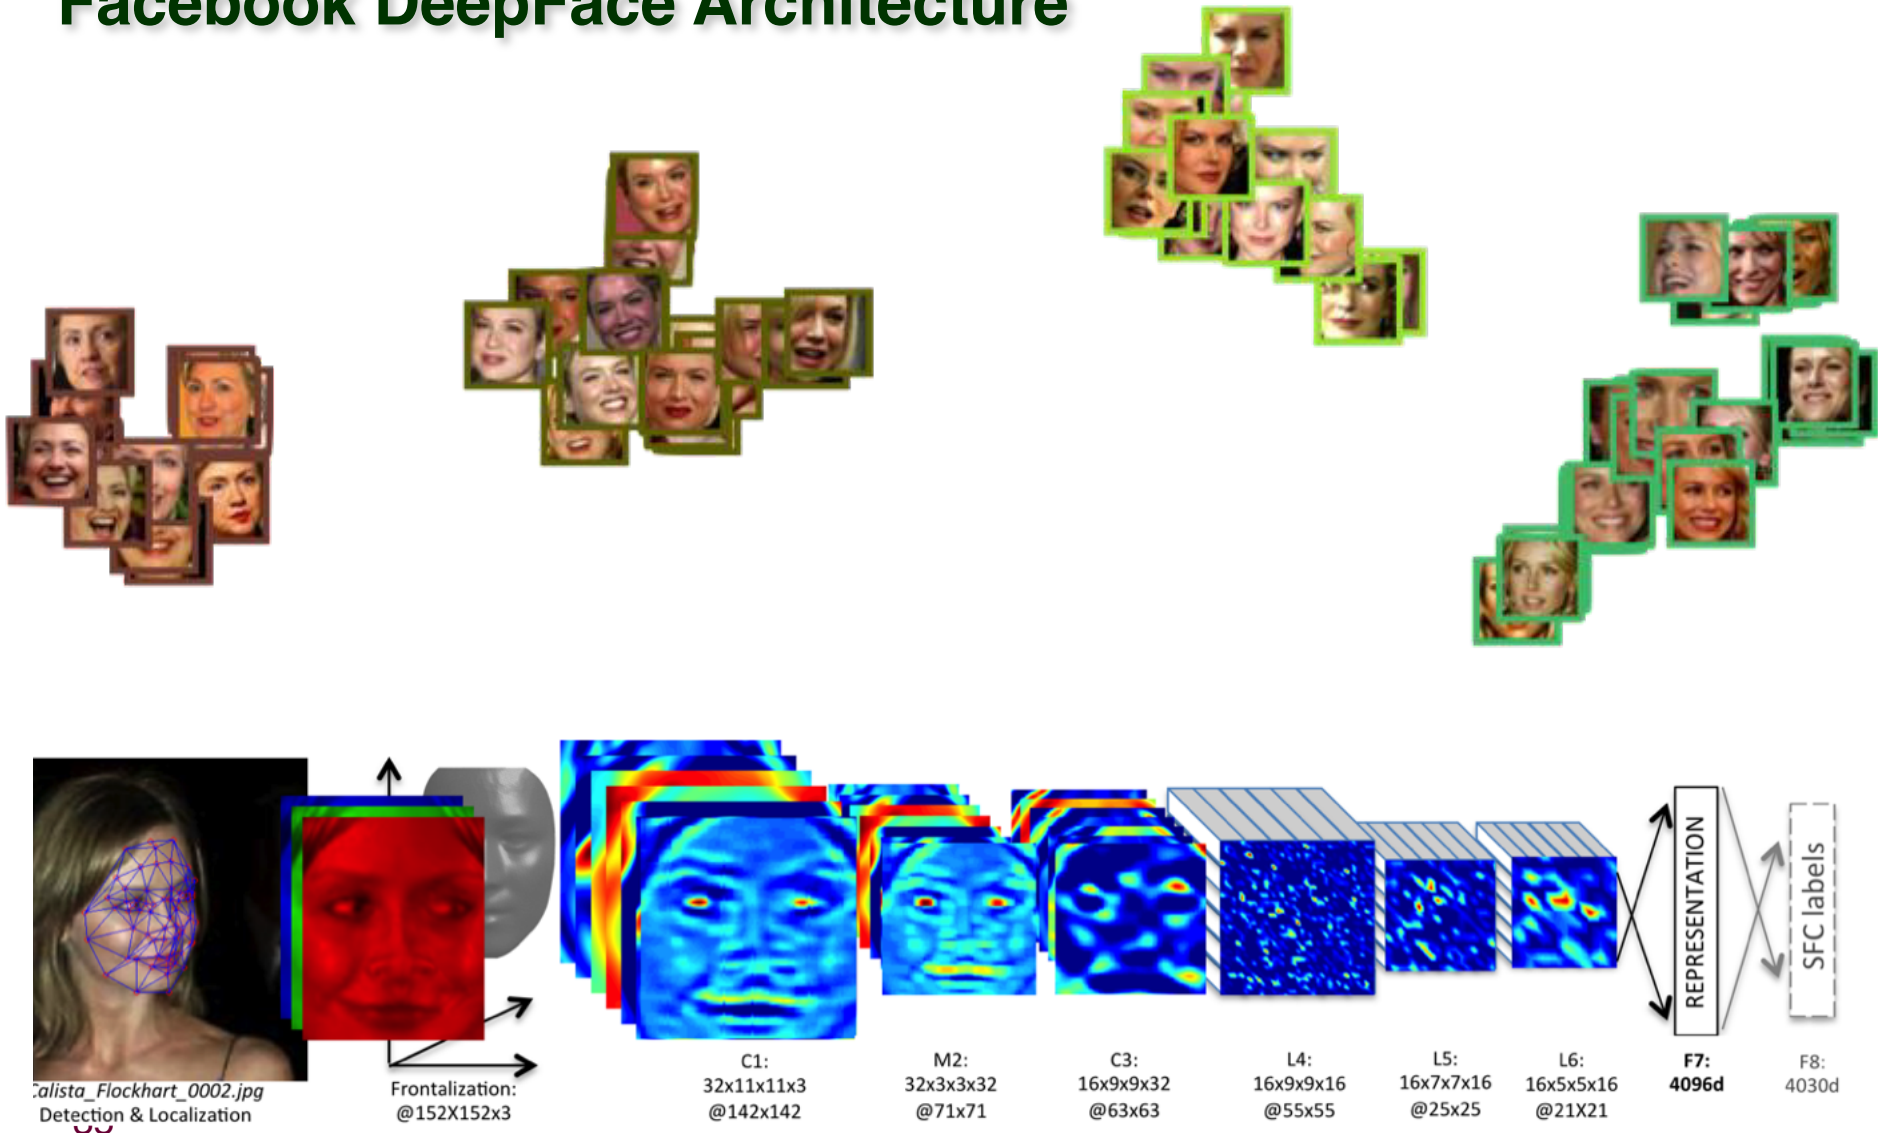 Facebook DeepFace Architecture
REPRESENTATION
SFC labels
Calista_Flockhart_0002.jpg
Detection & Localization
Frontalization:
@152X152x3
C1:
32x11x11x3
@142x142
M2:
32x3x3x32
@71x71
C3:
16x9x9x32
@63x63
L4:
16x9x9x16
@55x55
L5:
16x7x7x16
@25x25
L6:
16x5x5x16
@21X21
F7:
4096d
F8:
4030d